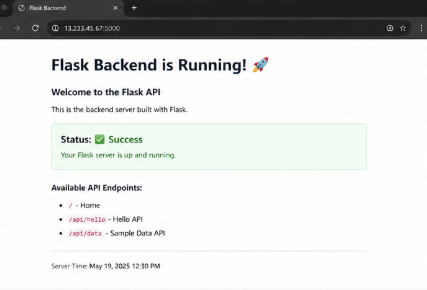 Flask Backend
13.233.45.67:5000
Flask Backend is Running! 🚀
Welcome to the Flask API
This is the backend server built with Flask.
Status: ✅ Success
Your Flask server is up and running.
Available API Endpoints:
• / - Home
• /api/hello - Hello API
• /api/data - Sample Data API
Server Time: May 19, 2025 12:30 PM